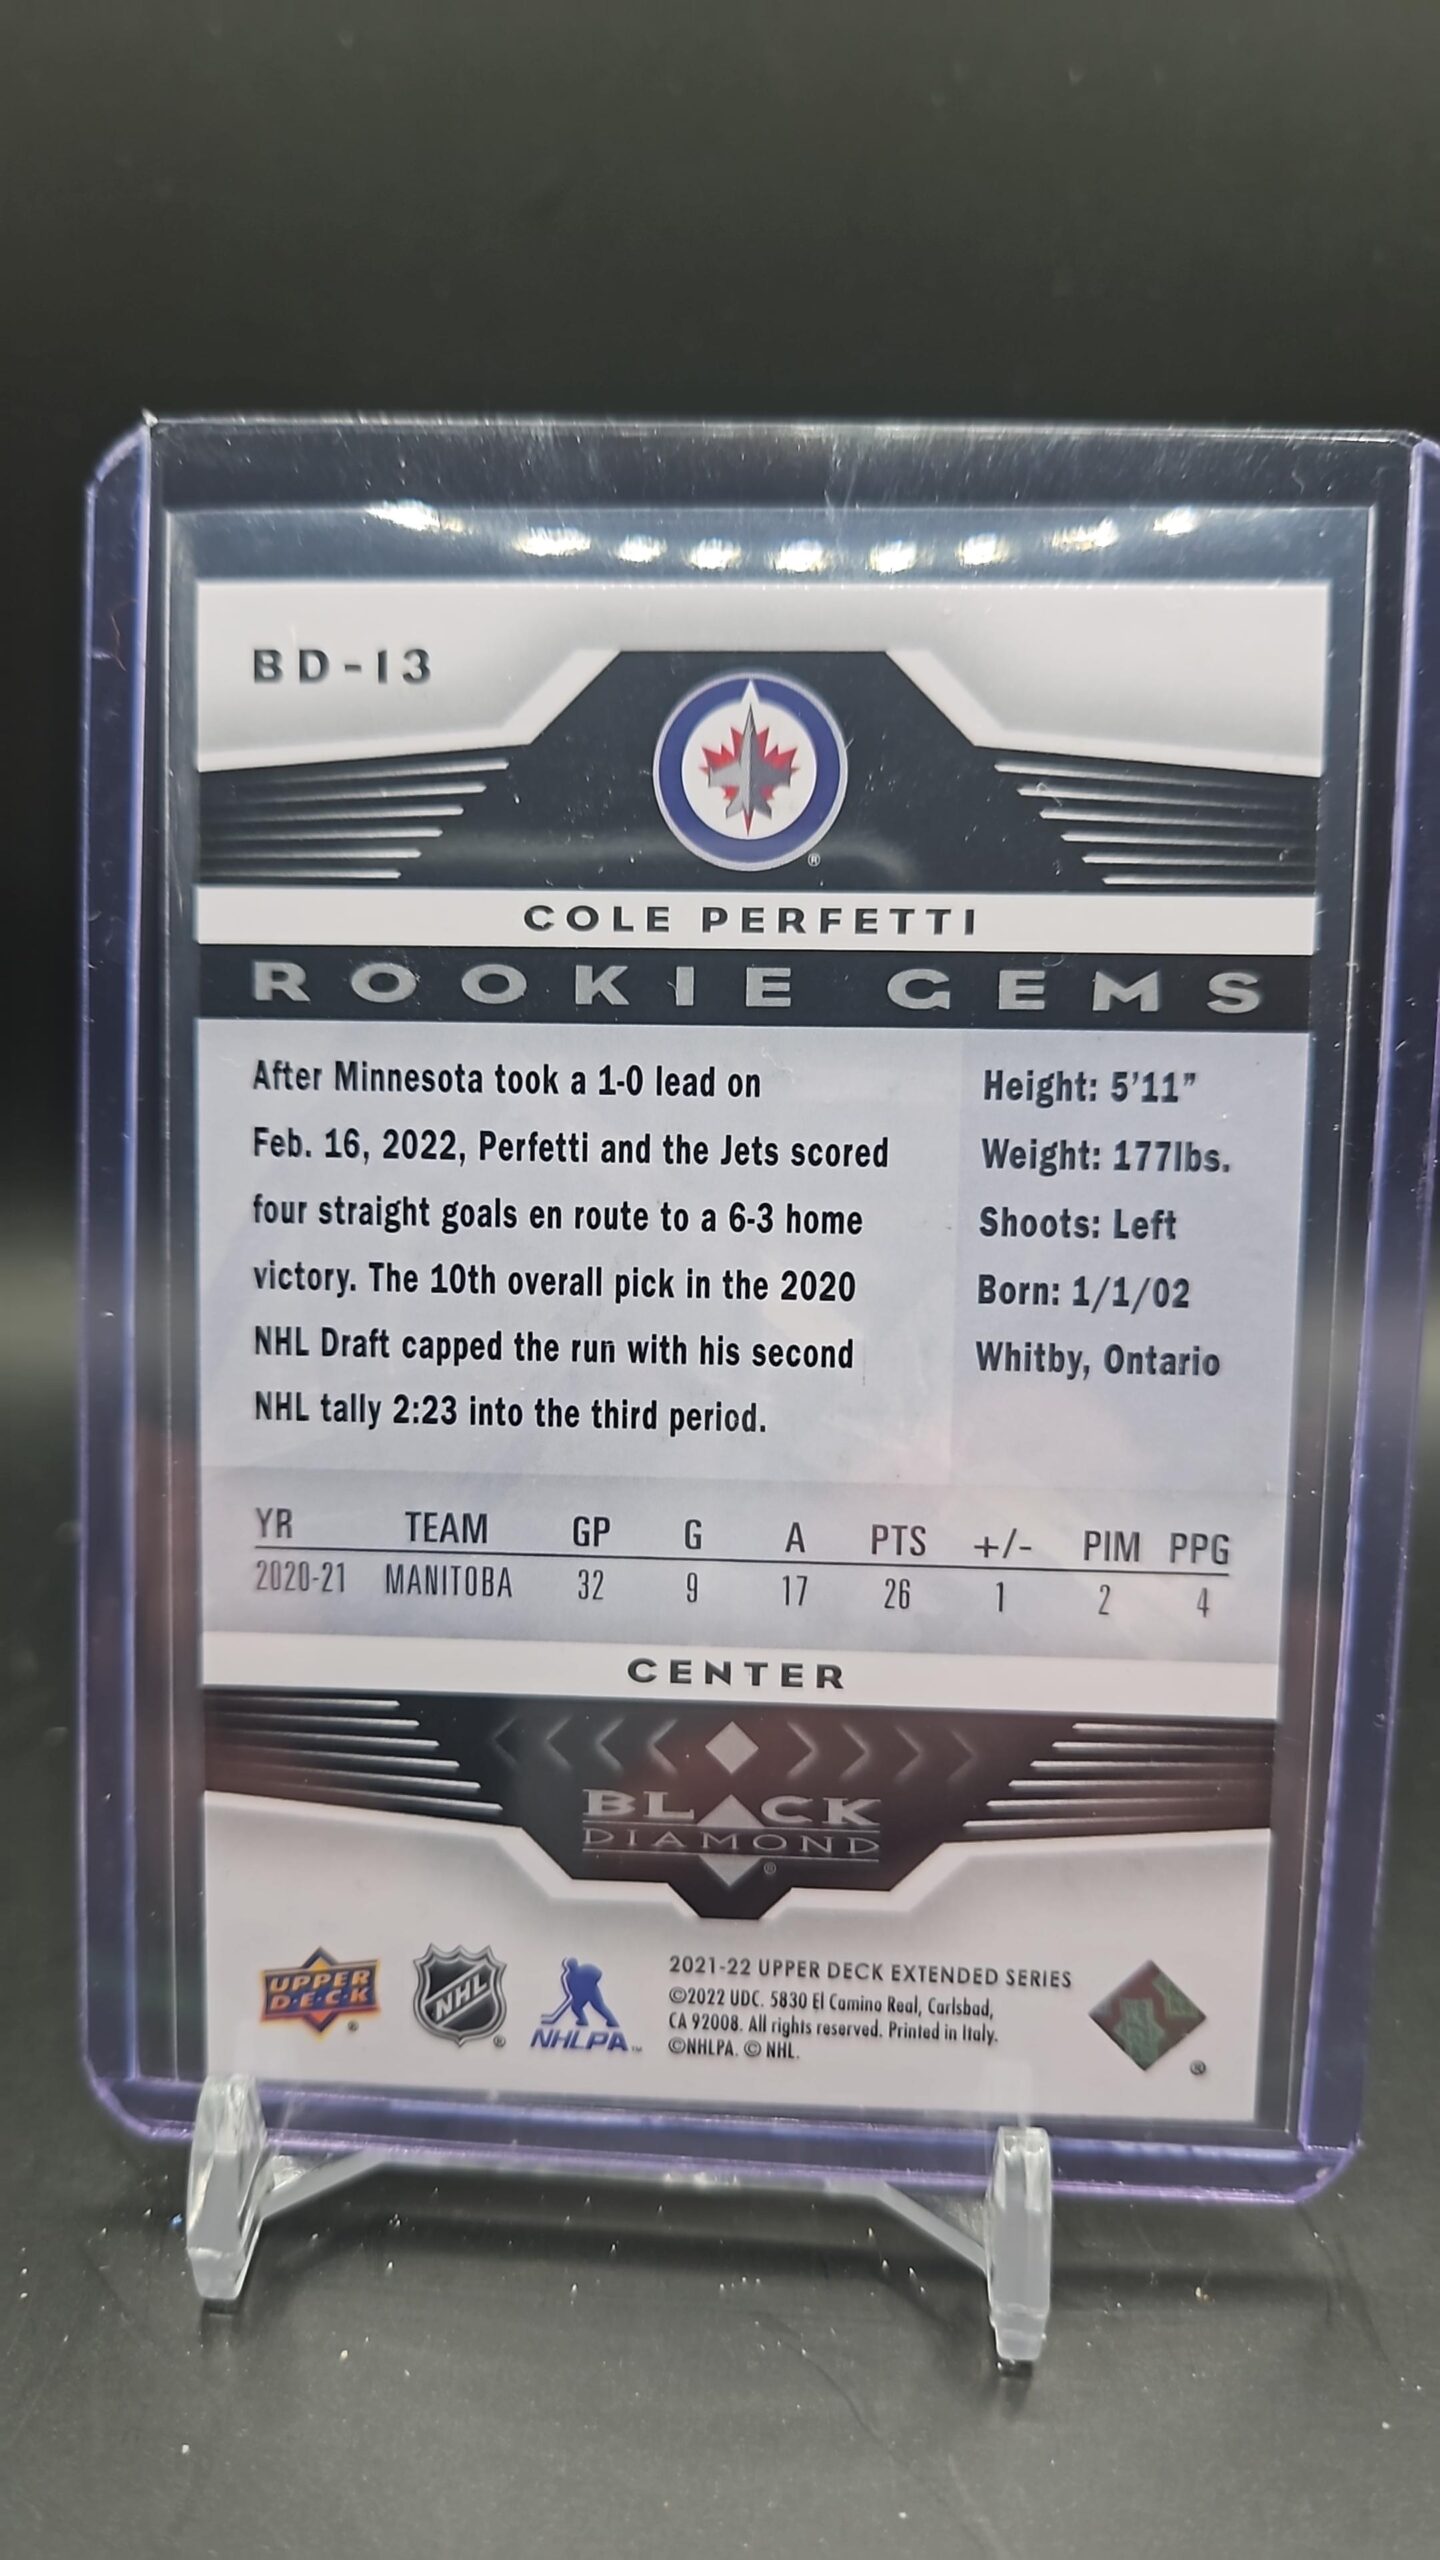 BD-13
®
COLE PERFETTI
ROOKIE GEMS
After Minnesota took a 1-0 lead on
Feb. 16, 2022, Perfetti and the Jets scored
four straight goals en route to a 6-3 home
victory. The 10th overall pick in the 2020
NHL Draft capped the run with his second
NHL tally 2:23 into the third period.
Height: 5'11"
Weight: 177lbs.
Shoots: Left
Born: 1/1/02
Whitby, Ontario
YR TEAM GP G A PTS +/- PIM PPG
2020-21 MANITOBA 32 9 17 26 1 2 4
CENTER
BLACK
DIAMOND
®
UPPER
D·E·C·K
®
NHL
®
NHLPA™
2021-22 UPPER DECK EXTENDED SERIES
©2022 UDC. 5830 El Camino Real, Carlsbad,
CA 92008. All rights reserved. Printed in Italy.
©NHLPA. © NHL.
®